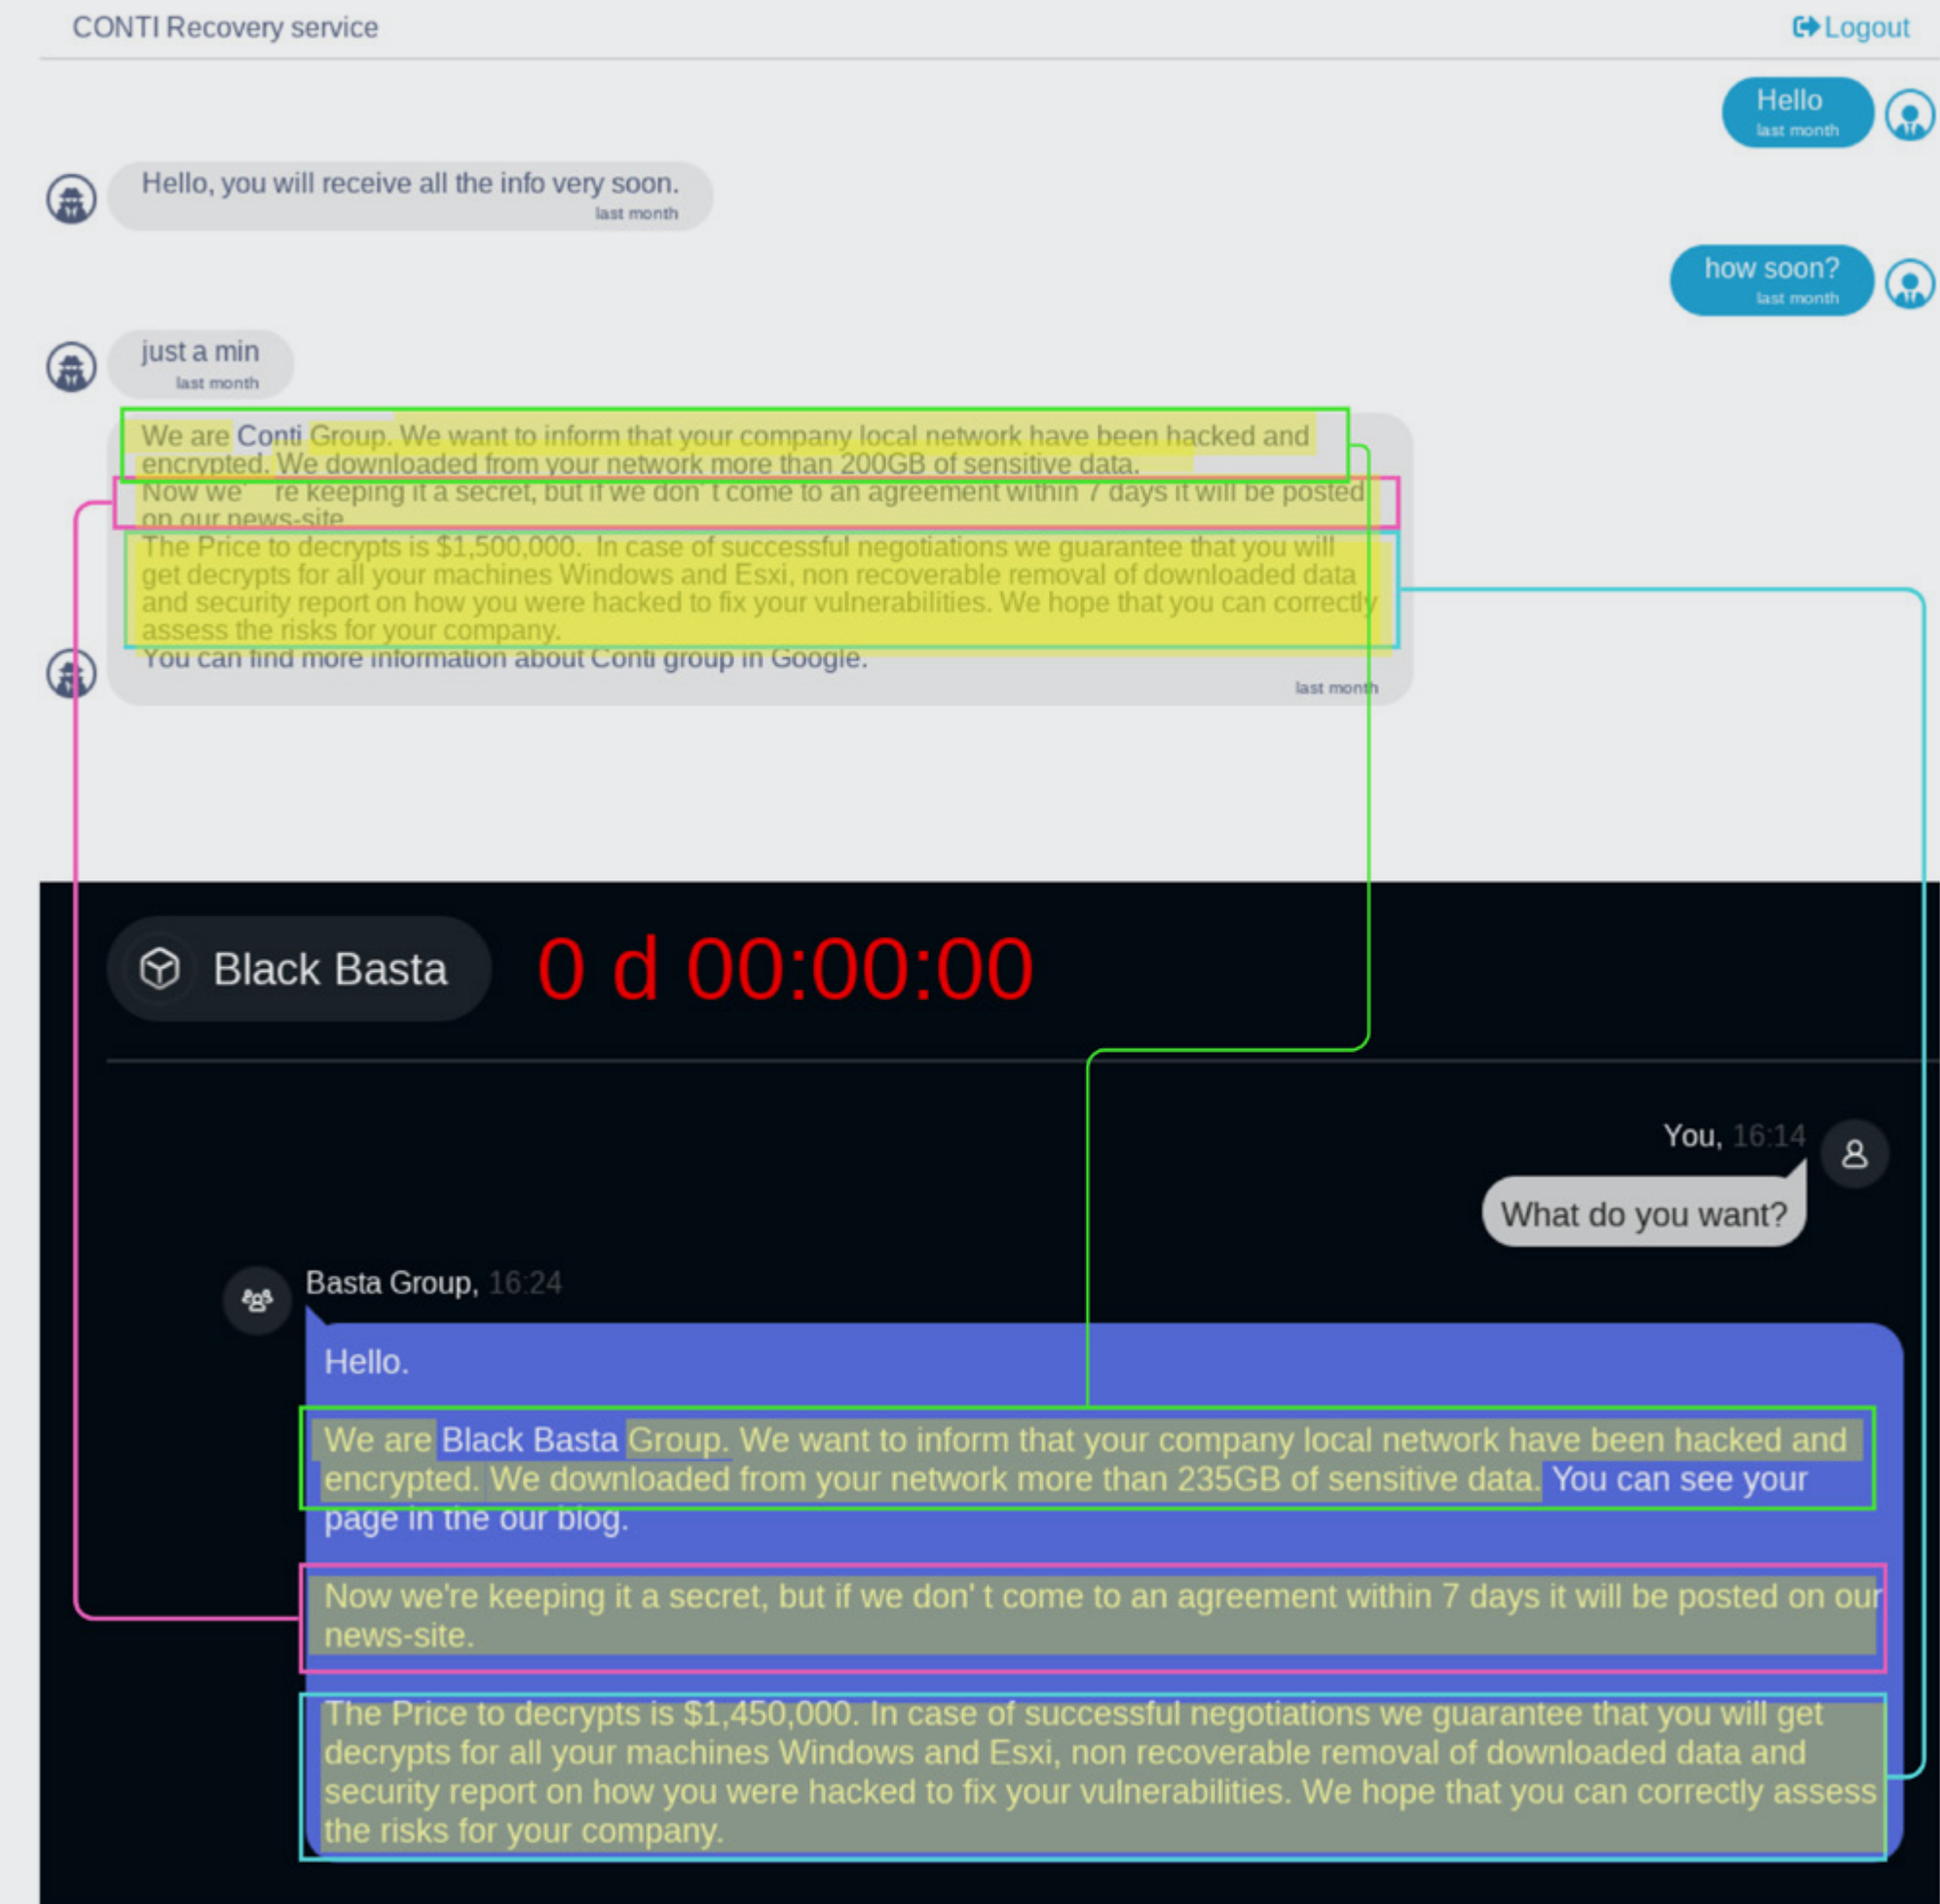 CONTI Recovery service
Logout
Hello
last month
Hello, you will receive all the info very soon.
last month
how soon?
last month
just a min
last month
We are Conti Group. We want to inform that your company local network have been hacked and
encrypted. We downloaded from your network more than 200GB of sensitive data.
Now we' re keeping it a secret, but if we don' t come to an agreement within 7 days it will be posted
on our news-site
The Price to decrypts is $1,500,000. In case of successful negotiations we guarantee that you will
get decrypts for all your machines Windows and Esxi, non recoverable removal of downloaded data
and security report on how you were hacked to fix your vulnerabilities. We hope that you can correctly
assess the risks for your company.
You can find more information about Conti group in Google.
last month
Black Basta
0 d 00:00:00
You, 16:14
What do you want?
Basta Group, 16:24
Hello.
We are Black Basta Group. We want to inform that your company local network have been hacked and
encrypted. We downloaded from your network more than 235GB of sensitive data. You can see your
page in the our blog.
Now we're keeping it a secret, but if we don' t come to an agreement within 7 days it will be posted on our
news-site.
The Price to decrypts is $1,450,000. In case of successful negotiations we guarantee that you will get
decrypts for all your machines Windows and Esxi, non recoverable removal of downloaded data and
security report on how you were hacked to fix your vulnerabilities. We hope that you can correctly assess
the risks for your company.